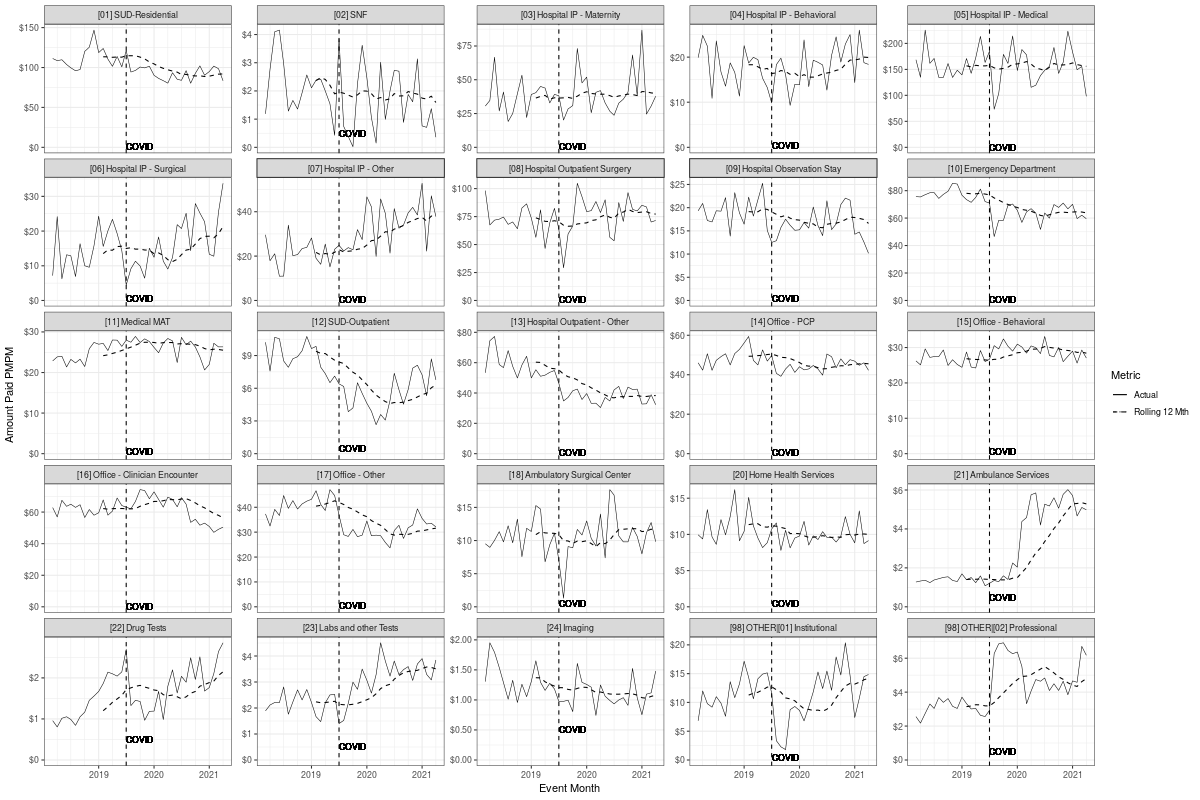 [01] SUD-Residential
[02] SNF
[03] Hospital IP - Maternity
[04] Hospital IP - Behavioral
[05] Hospital IP - Medical
$150
$100
$50
$0
COVID
$4
$3
$2
$1
$0
COVID
$75
$50
$25
$0
COVID
$20
$10
$0
COVID
$200
$150
$100
$50
$0
COVID
[06] Hospital IP - Surgical
[07] Hospital IP - Other
[08] Hospital Outpatient Surgery
[09] Hospital Observation Stay
[10] Emergency Department
$30
$20
$10
$0
COVID
$40
$20
$0
COVID
$100
$75
$50
$25
$0
COVID
$25
$20
$15
$10
$5
$0
COVID
$80
$60
$40
$20
$0
COVID
[11] Medical MAT
[12] SUD-Outpatient
[13] Hospital Outpatient - Other
[14] Office - PCP
[15] Office - Behavioral
$30
$20
$10
$0
COVID
$9
$6
$3
$0
COVID
$80
$60
$40
$20
$0
COVID
$60
$40
$20
$0
COVID
$30
$20
$10
$0
COVID
[16] Office - Clinician Encounter
[17] Office - Other
[18] Ambulatory Surgical Center
[20] Home Health Services
[21] Ambulance Services
$60
$40
$20
$0
COVID
$40
$30
$20
$10
$0
COVID
$15
$10
$5
$0
COVID
$15
$10
$5
$0
COVID
$6
$4
$2
$0
COVID
[22] Drug Tests
[23] Labs and other Tests
[24] Imaging
[98] OTHER|[01] Institutional
[98] OTHER|[02] Professional
$2
$1
$0
COVID
$4
$3
$2
$1
$0
COVID
$2.00
$1.50
$1.00
$0.50
$0.00
COVID
$20
$15
$10
$5
$0
COVID
$6
$4
$2
$0
COVID
2019 2020 2021
2019 2020 2021
2019 2020 2021
2019 2020 2021
2019 2020 2021
Event Month
Amount Paid PMPM
Metric
Actual
Rolling 12 Mth